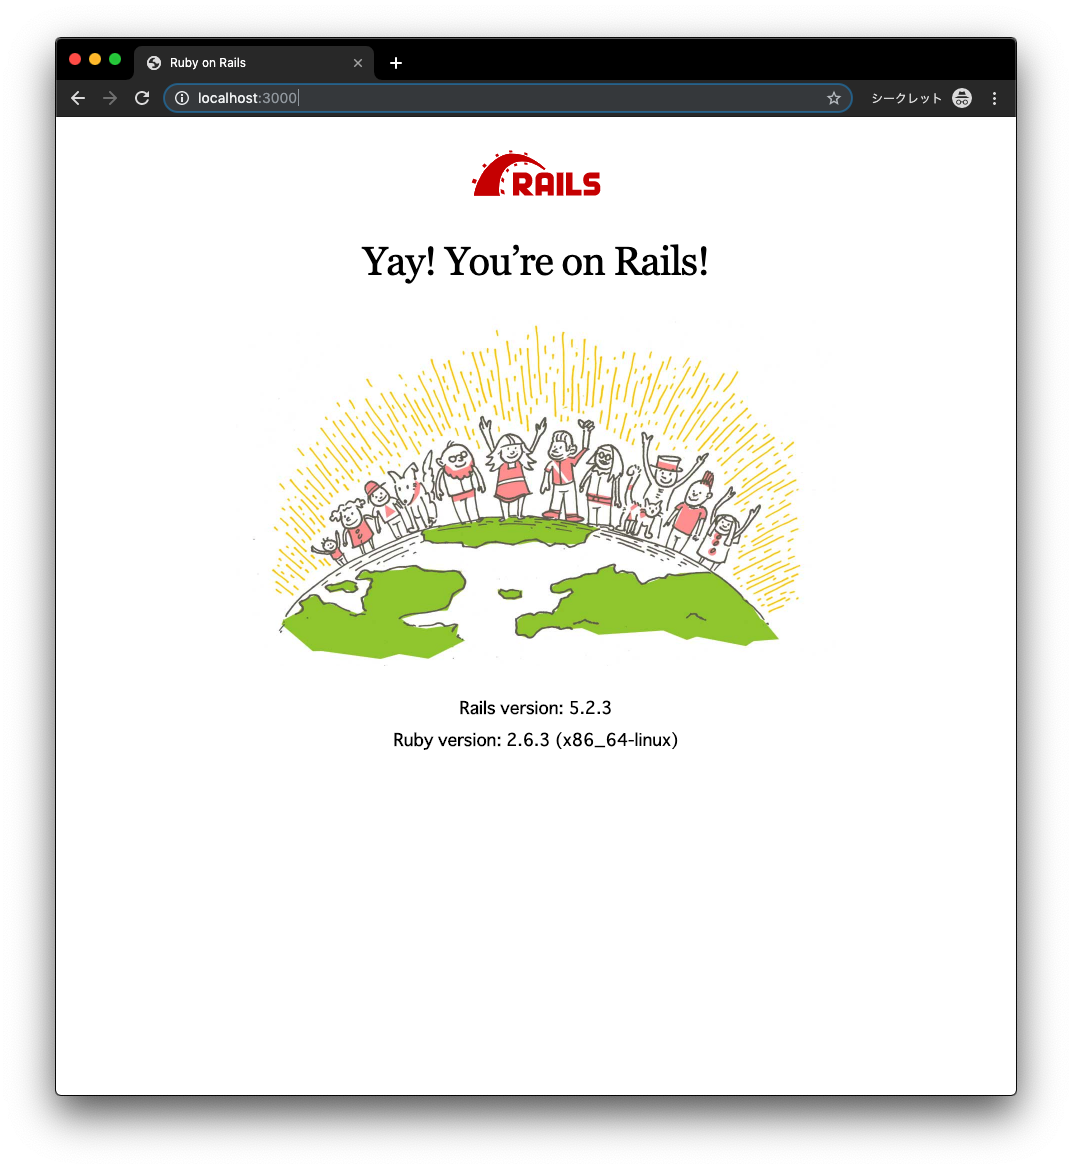 Ruby on Rails
localhost:3000
シークレット
RAILS
Yay! You’re on Rails!
Rails version: 5.2.3
Ruby version: 2.6.3 (x86_64-linux)